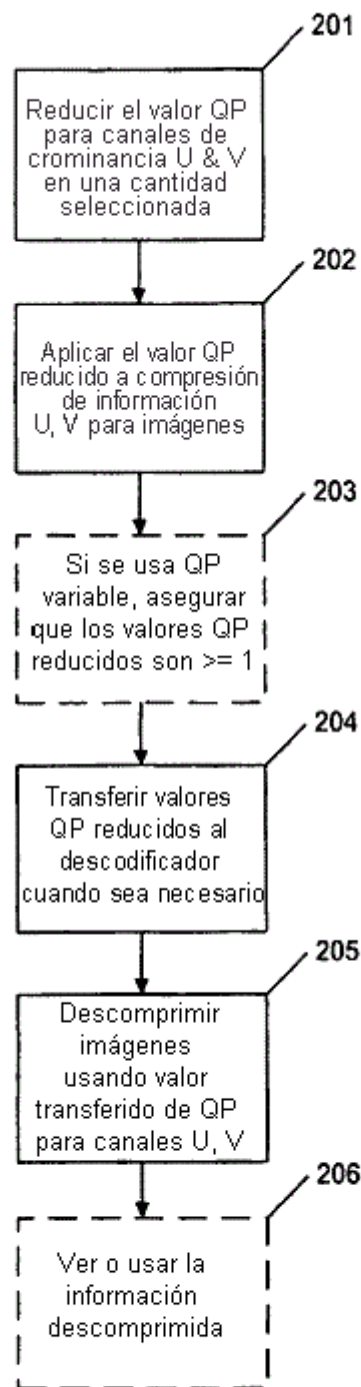 201
Reducir el valor QP
para canales de
crominancia U & V
en una cantidad
seleccionada
202
Aplicar el valor QP
reducido a compresión
de información
U, V para imágenes
203
Si se usa QP
variable, asegurar
que los valores QP
reducidos son >= 1
204
Transferir valores
QP reducidos al
descodificador
cuando sea necesario
205
Descomprimir
imágenes
usando valor
transferido de QP
para canales U, V
206
Ver o usar la
información
descomprimida